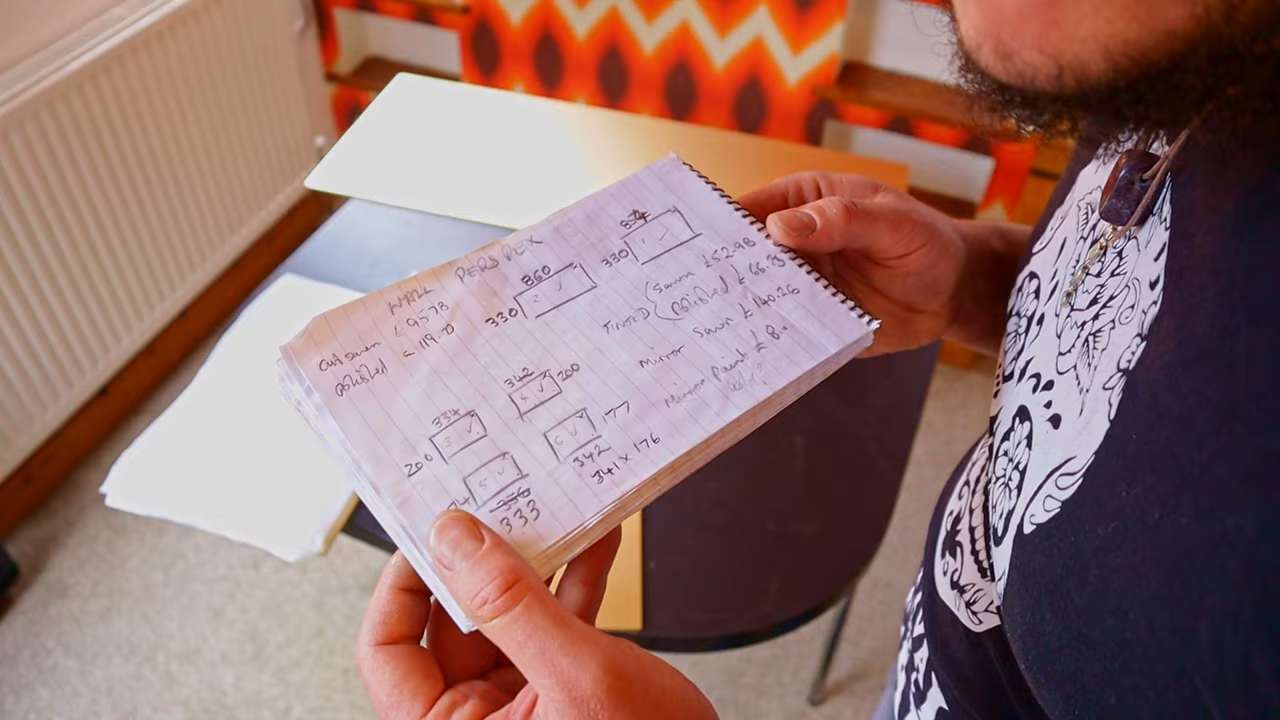 WALL PERSPEX
Cut sawn £95.78
polished £119.70
860
330
2 ✓
334
330
1 ✓
TINTED
Sawn £52.98
Polished £66.23
Mirror Sawn £140.26
Mirror Paint £8.
334
200
3 ✓
342
200
4 ✓
5 ✓
333
6 ✓
177
342
341 x 176